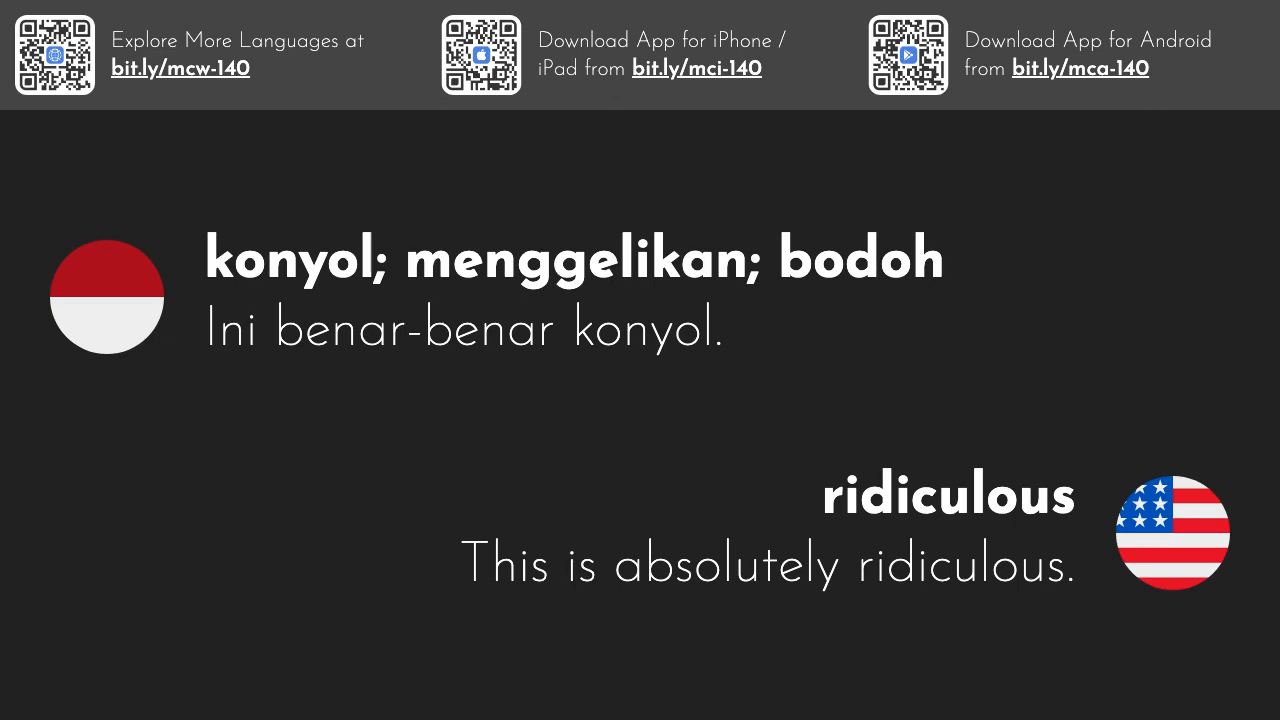 Explore More Languages at
bit.ly/mcw-140
Download App for iPhone /
iPad from bit.ly/mci-140
Download App for Android
from bit.ly/mca-140
konyol; menggelikan; bodoh
Ini benar-benar konyol.
ridiculous
This is absolutely ridiculous.